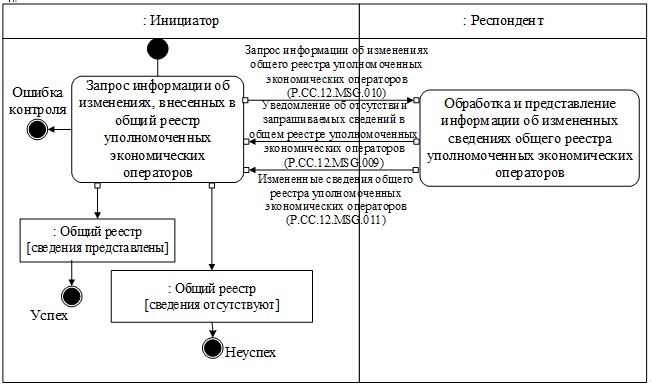 : Инициатор
: Респондент
Запрос информации об изменениях
общего реестра уполномоченных
экономических операторов
(P.CC.12.MSG.010)
Ошибка
контроля
Запрос информации об
изменениях, внесенных в
общий реестр
уполномоченных
экономических
операторов
Уведомление об отсутствии
запрашиваемых сведений в
общем реестре уполномоченных
экономических операторов
(P.CC.12.MSG.009)
Обработка и представление
информации об измененных
сведениях общего реестра
уполномоченных экономических
операторов
Измененные сведения общего
реестра уполномоченных
экономических операторов
(P.CC.12.MSG.011)
: Общий реестр
[сведения представлены]
: Общий реестр
[сведения отсутствуют]
Успех
Неуспех